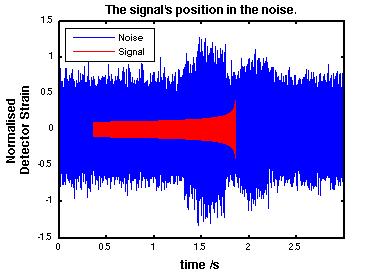 The signal's position in the noise.
Noise
Signal
Normalised
Detector Strain
1.5
1
0.5
0
-0.5
-1
-1.5
0
0.5
1
1.5
2
2.5
time /s